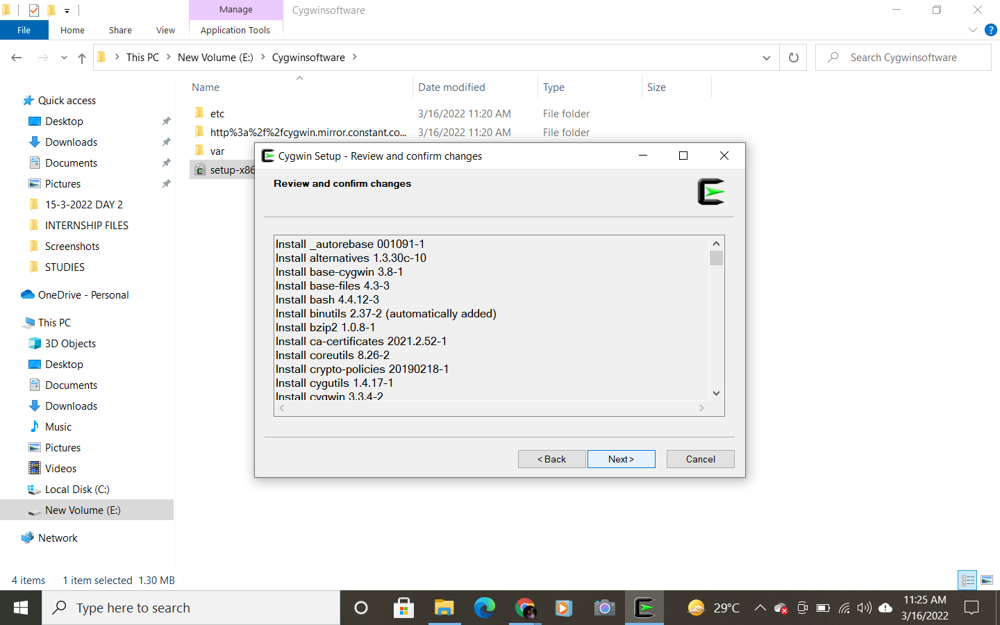 Manage
Cygwinsoftware
File
Home
Share
View
Application Tools
This PC
New Volume (E:)
Cygwinsoftware
Search Cygwinsoftware
Name
Date modified
Type
Size
Quick access
Desktop
Downloads
Documents
Pictures
15-3-2022 DAY 2
INTERNSHIP FILES
Screenshots
STUDIES
OneDrive - Personal
This PC
3D Objects
Desktop
Documents
Downloads
Music
Pictures
Videos
Local Disk (C:)
New Volume (E:)
Network
etc 3/16/2022 11:20 AM File folder
http%3a%2f%2fcygwin.mirror.constant.co... 3/16/2022 11:20 AM File folder
var
setup-x86
Cygwin Setup - Review and confirm changes
Review and confirm changes
Install _autorebase 001091-1
Install alternatives 1.3.30c-10
Install base-cygwin 3.8-1
Install base-files 4.3-3
Install bash 4.4.12-3
Install binutils 2.37-2 (automatically added)
Install bzip2 1.0.8-1
Install ca-certificates 2021.2.52-1
Install coreutils 8.26-2
Install crypto-policies 20190218-1
Install cygutils 1.4.17-1
Install cygwin 3.3.4-2
< Back
Next >
Cancel
4 items
1 item selected 1.30 MB
Type here to search
29°C
11:25 AM
3/16/2022